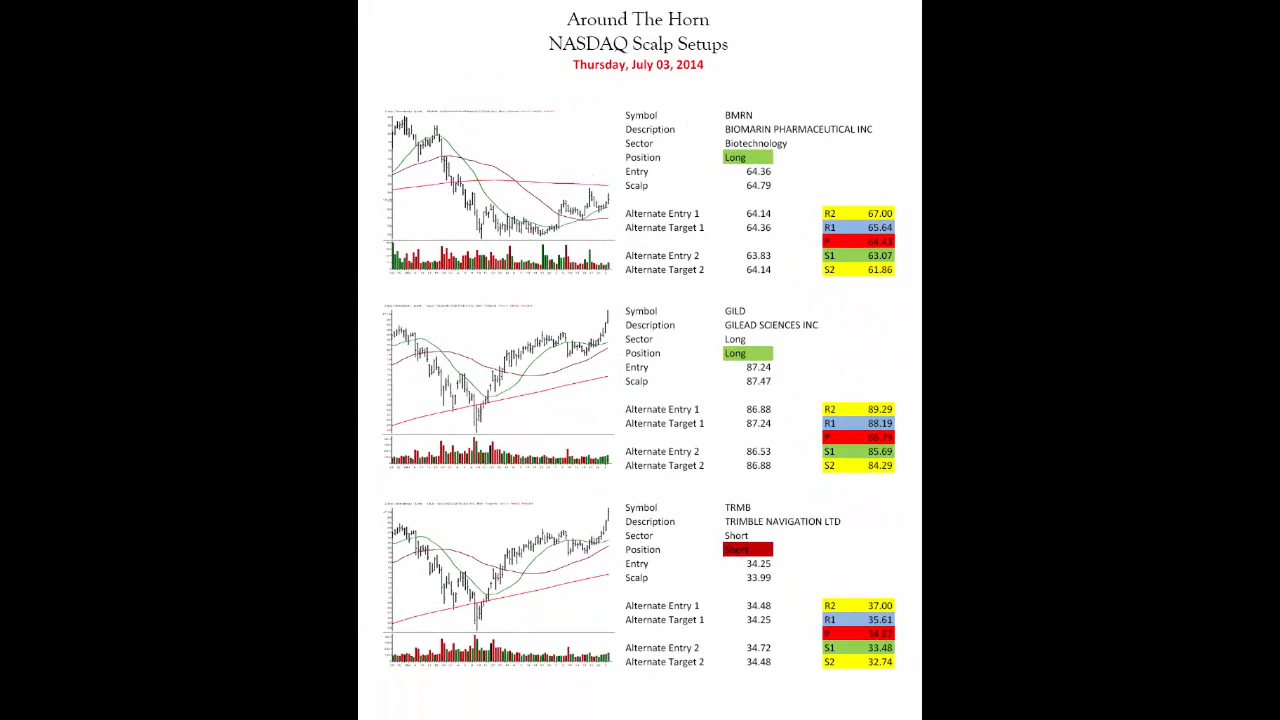 Around The Horn
NASDAQ Scalp Setups
Thursday, July 03, 2014
Symbol BMRN
Description BIOMARIN PHARMACEUTICAL INC
Sector Biotechnology
Position Long
Entry 64.36
Scalp 64.79
Alternate Entry 1 64.14 R2 67.00
Alternate Target 1 64.36 R1 65.64
P 64.43
Alternate Entry 2 63.83 S1 63.07
Alternate Target 2 64.14 S2 61.86
Symbol GILD
Description GILEAD SCIENCES INC
Sector Long
Position Long
Entry 87.24
Scalp 87.47
Alternate Entry 1 86.88 R2 89.29
Alternate Target 1 87.24 R1 88.19
P 86.79
Alternate Entry 2 86.53 S1 85.69
Alternate Target 2 86.88 S2 84.29
Symbol TRMB
Description TRIMBLE NAVIGATION LTD
Sector Short
Position Short
Entry 34.25
Scalp 33.99
Alternate Entry 1 34.48 R2 37.00
Alternate Target 1 34.25 R1 35.61
P 34.87
Alternate Entry 2 34.72 S1 33.48
Alternate Target 2 34.48 S2 32.74